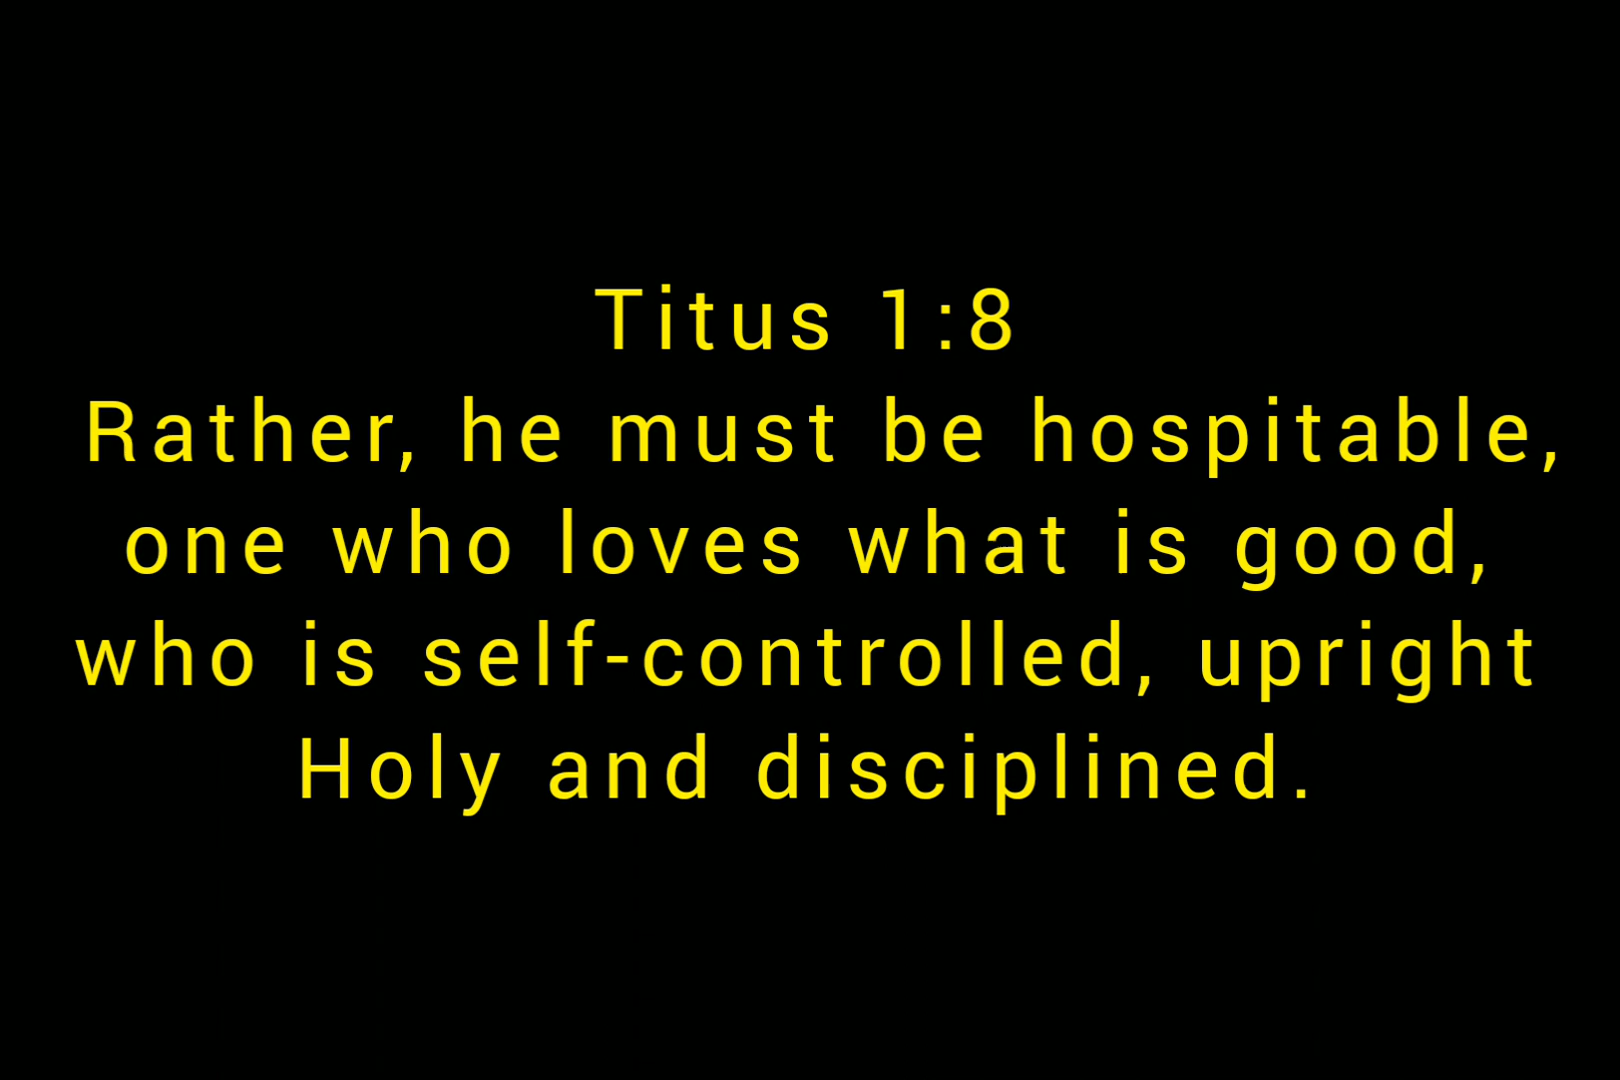 Titus 1:8
Rather, he must be hospitable,
one who loves what is good,
who is self-controlled, upright
Holy and disciplined.